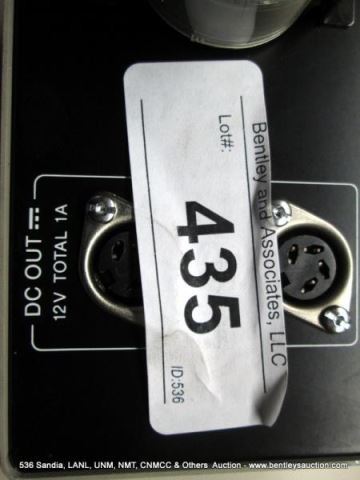 Bentley and Associates, LLC
Lot#:
435
ID:536
DC OUT
12V TOTAL 1A
536 Sandia, LANL, UNM, NMT, CNMCC & Others Auction - www.bentleysauction.com